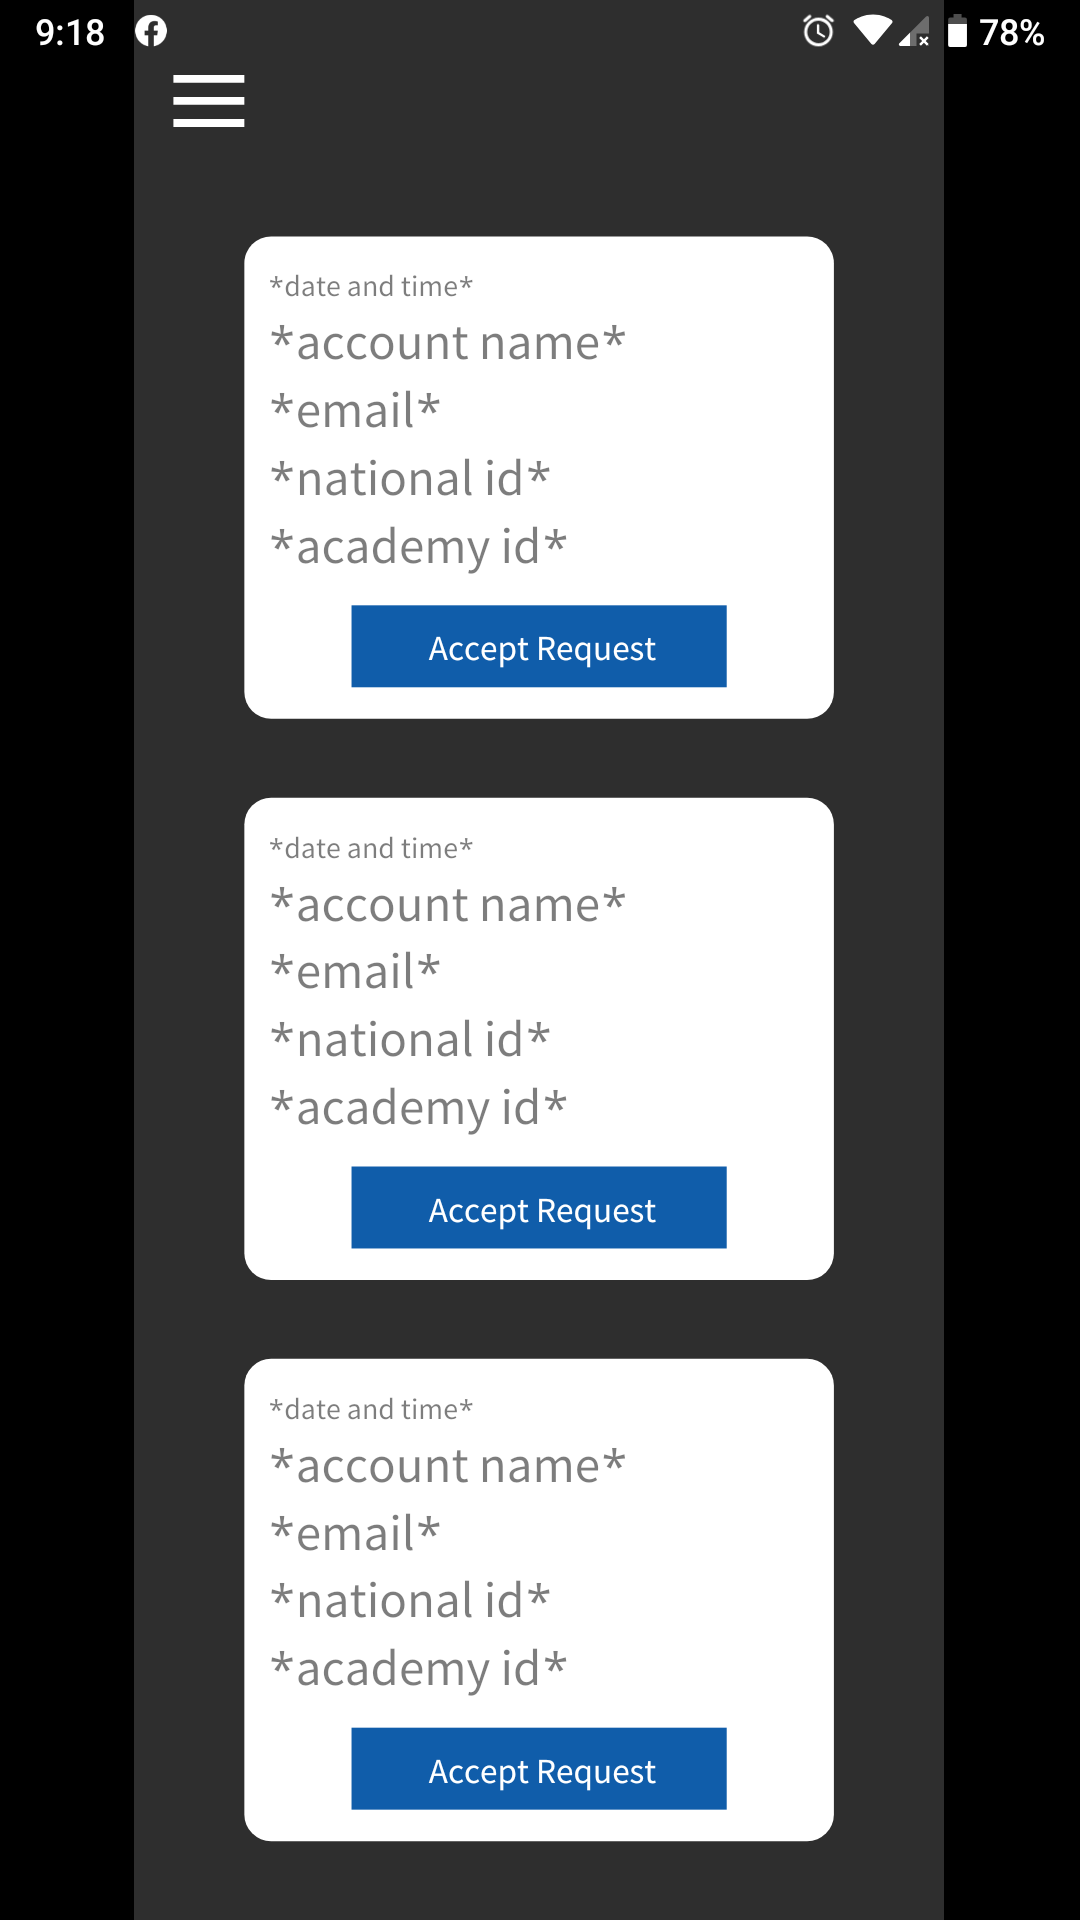 9:18 78%
*date and time*
*account name*
*email*
*national id*
*academy id*
Accept Request
*date and time*
*account name*
*email*
*national id*
*academy id*
Accept Request
*date and time*
*account name*
*email*
*national id*
*academy id*
Accept Request